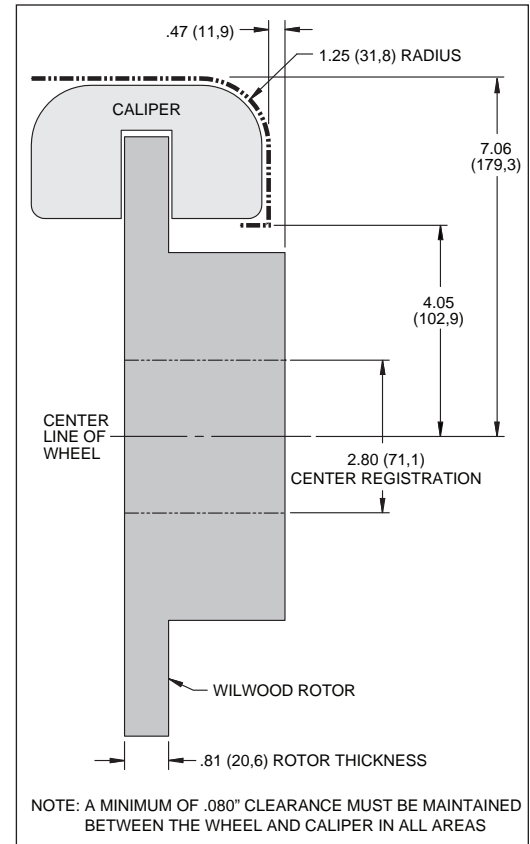 .47 (11,9)
1.25 (31,8) RADIUS
CALIPER
7.06
(179,3)
4.05
(102,9)
CENTER
LINE OF
WHEEL
2.80 (71,1)
CENTER REGISTRATION
WILWOOD ROTOR
.81 (20,6) ROTOR THICKNESS
NOTE: A MINIMUM OF .080" CLEARANCE MUST BE MAINTAINED
BETWEEN THE WHEEL AND CALIPER IN ALL AREAS